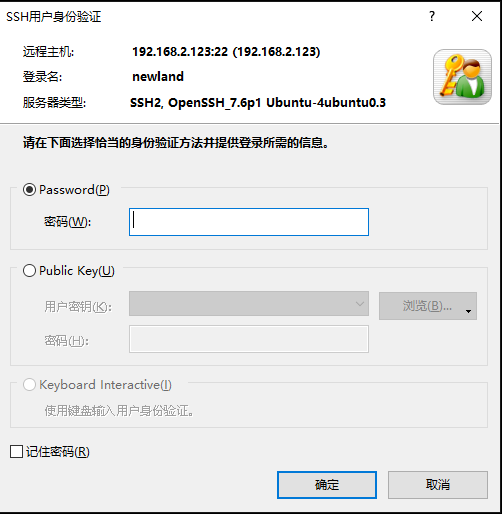 SSH用户身份验证
远程主机: 192.168.2.123:22 (192.168.2.123)
登录名: newland
服务器类型: SSH2, OpenSSH_7.6p1 Ubuntu-4ubuntu0.3
请在下面选择恰当的身份验证方法并提供登录所需的信息。
Password(P)
密码(W):
Public Key(U)
用户密钥(K): 浏览(B)...
密码(H):
Keyboard Interactive(I)
使用键盘输入用户身份验证。
记住密码(R)
确定 取消